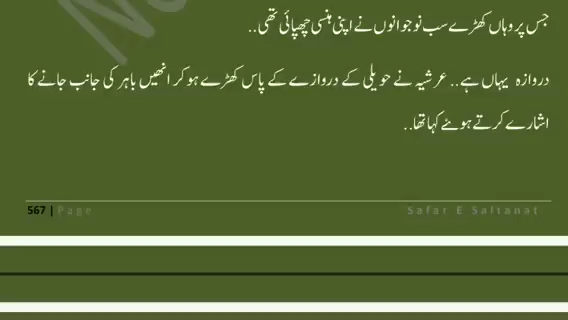 جس پر وہاں کھڑے سب نوجوانوں نے اپنی ہنسی چھپائی تھی..
دروازہ یہاں ہے.. عرشیہ نے حویلی کے دروازے کے پاس کھڑے ہو کر انھیں باہر کی جانب جانے کا
اشارے کرتے ہوئے کہا تھا..
567 | Page
Safar E Saltanat